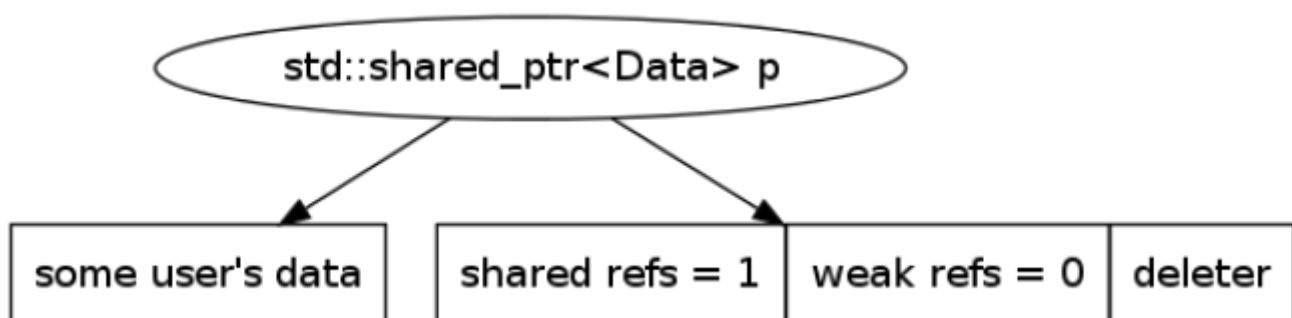 std::shared_ptr<Data> p
some user's data
shared refs = 1
weak refs = 0
deleter